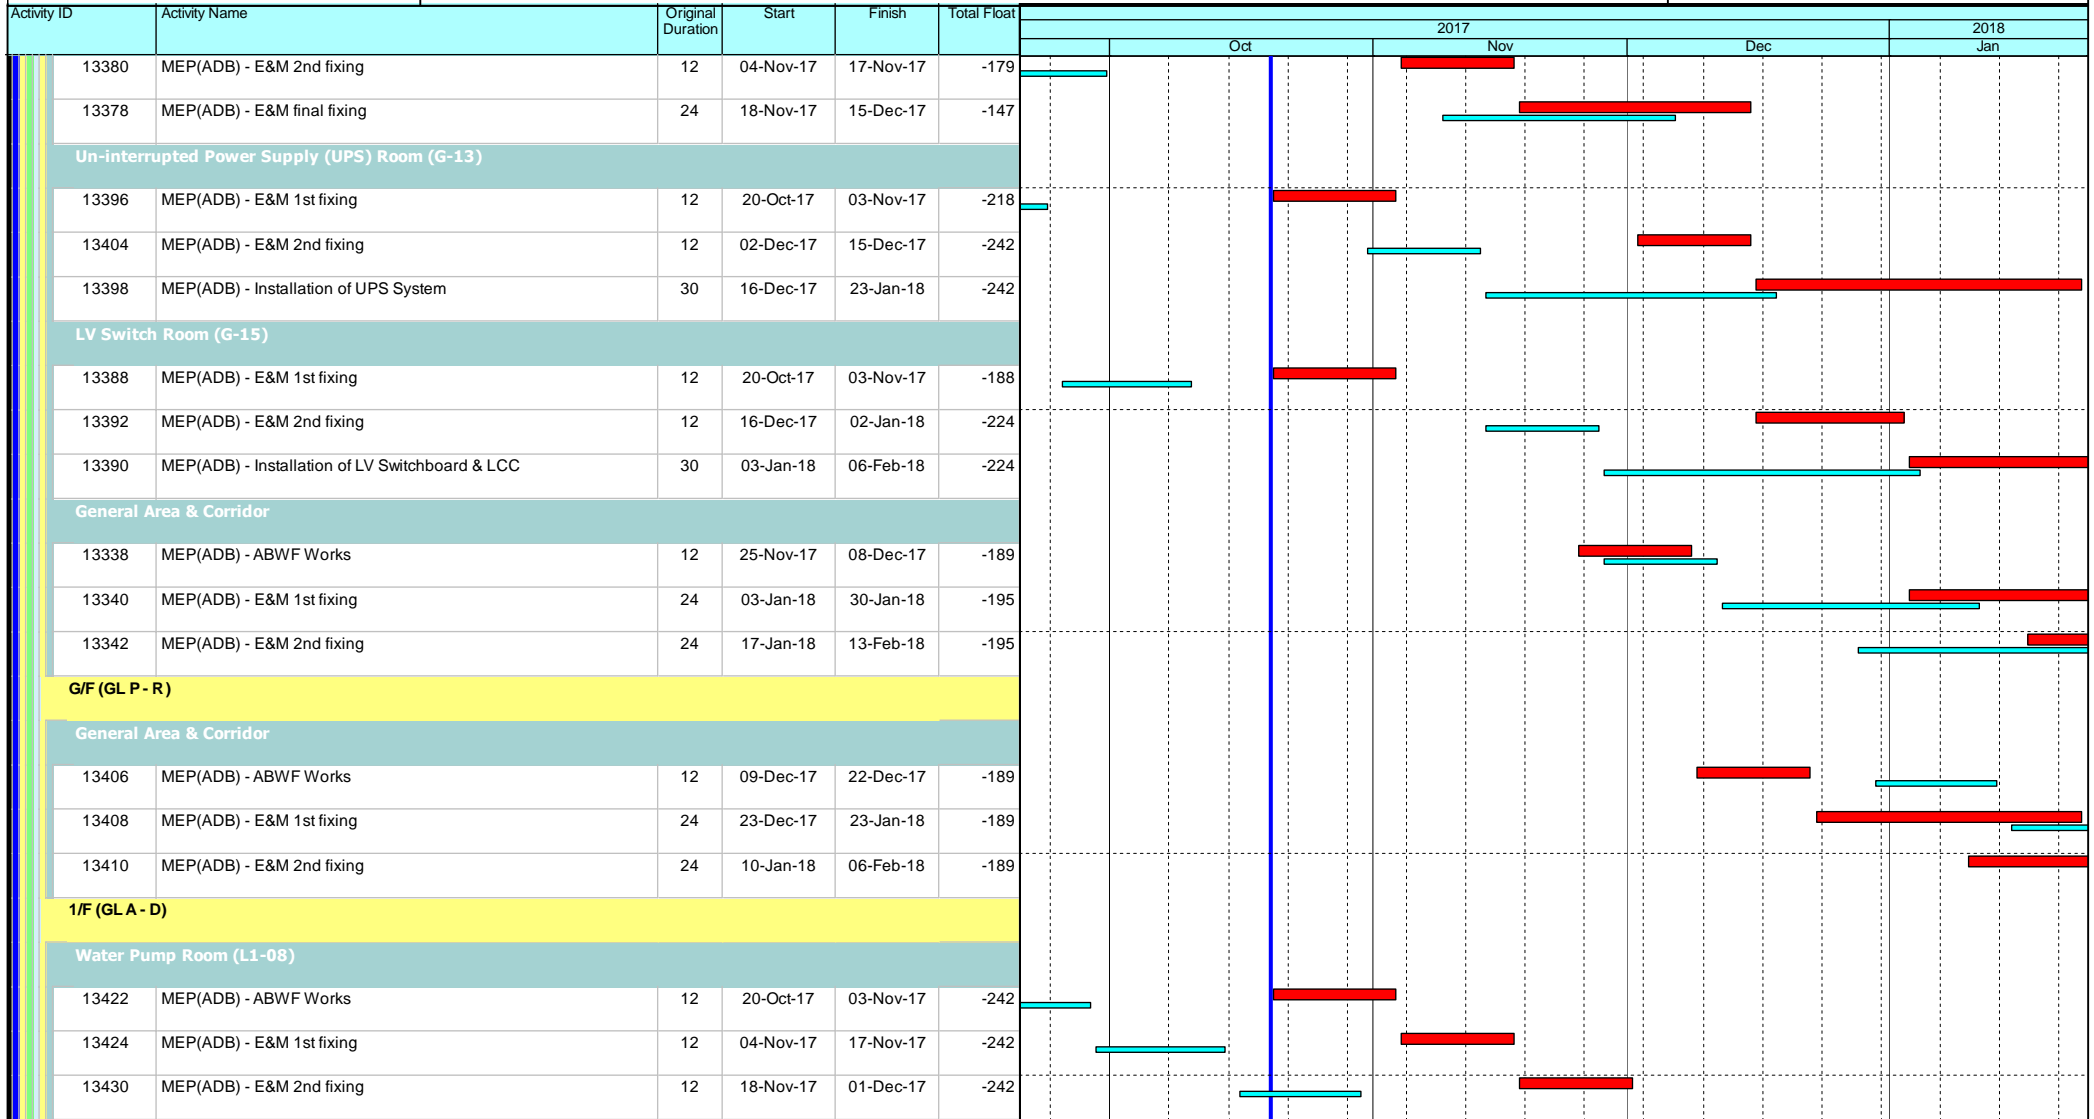 Activity ID Activity Name Original Duration Start Finish Total Float
2017 2018
Oct Nov Dec Jan
13380 MEP(ADB) - E&M 2nd fixing 12 04-Nov-17 17-Nov-17 -179
13378 MEP(ADB) - E&M final fixing 24 18-Nov-17 15-Dec-17 -147
Un-interrupted Power Supply (UPS) Room (G-13)
13396 MEP(ADB) - E&M 1st fixing 12 20-Oct-17 03-Nov-17 -218
13404 MEP(ADB) - E&M 2nd fixing 12 02-Dec-17 15-Dec-17 -242
13398 MEP(ADB) - Installation of UPS System 30 16-Dec-17 23-Jan-18 -242
LV Switch Room (G-15)
13388 MEP(ADB) - E&M 1st fixing 12 20-Oct-17 03-Nov-17 -188
13392 MEP(ADB) - E&M 2nd fixing 12 16-Dec-17 02-Jan-18 -224
13390 MEP(ADB) - Installation of LV Switchboard & LCC 30 03-Jan-18 06-Feb-18 -224
General Area & Corridor
13338 MEP(ADB) - ABWF Works 12 25-Nov-17 08-Dec-17 -189
13340 MEP(ADB) - E&M 1st fixing 24 03-Jan-18 30-Jan-18 -195
13342 MEP(ADB) - E&M 2nd fixing 24 17-Jan-18 13-Feb-18 -195
G/F (GL P - R)
General Area & Corridor
13406 MEP(ADB) - ABWF Works 12 09-Dec-17 22-Dec-17 -189
13408 MEP(ADB) - E&M 1st fixing 24 23-Dec-17 23-Jan-18 -189
13410 MEP(ADB) - E&M 2nd fixing 24 10-Jan-18 06-Feb-18 -189
1/F (GL A - D)
Water Pump Room (L1-08)
13422 MEP(ADB) - ABWF Works 12 20-Oct-17 03-Nov-17 -242
13424 MEP(ADB) - E&M 1st fixing 12 04-Nov-17 17-Nov-17 -242
13430 MEP(ADB) - E&M 2nd fixing 12 18-Nov-17 01-Dec-17 -242